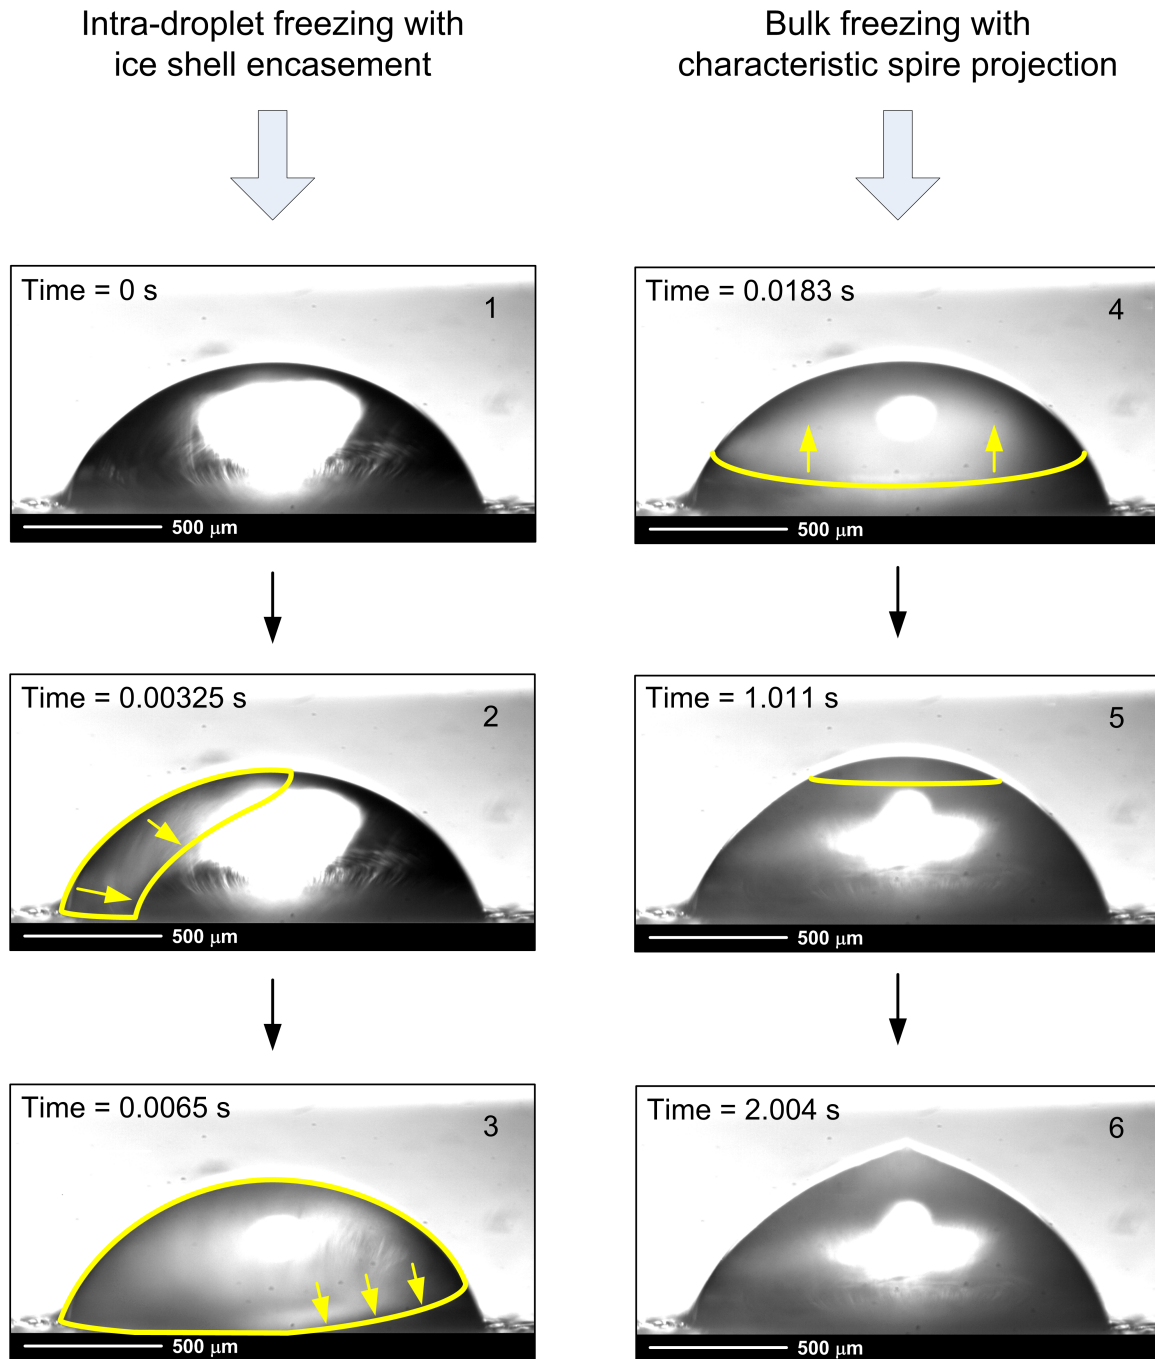 Intra-droplet freezing with
ice shell encasement
Time = 0 s
1
500 μm
Time = 0.00325 s
2
500 μm
Time = 0.0065 s
3
500 μm
Bulk freezing with
characteristic spire projection
Time = 0.0183 s
4
500 μm
Time = 1.011 s
5
500 μm
Time = 2.004 s
6
500 μm